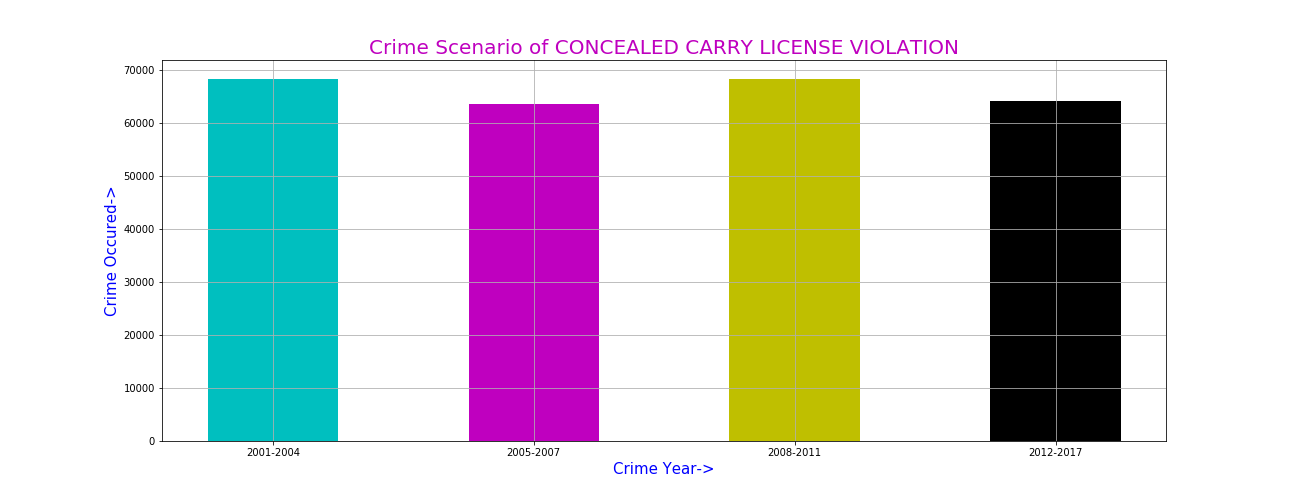 Crime Scenario of CONCEALED CARRY LICENSE VIOLATION
Crime Occured->
70000
60000
50000
40000
30000
20000
10000
0
2001-2004 2005-2007 2008-2011 2012-2017
Crime Year->